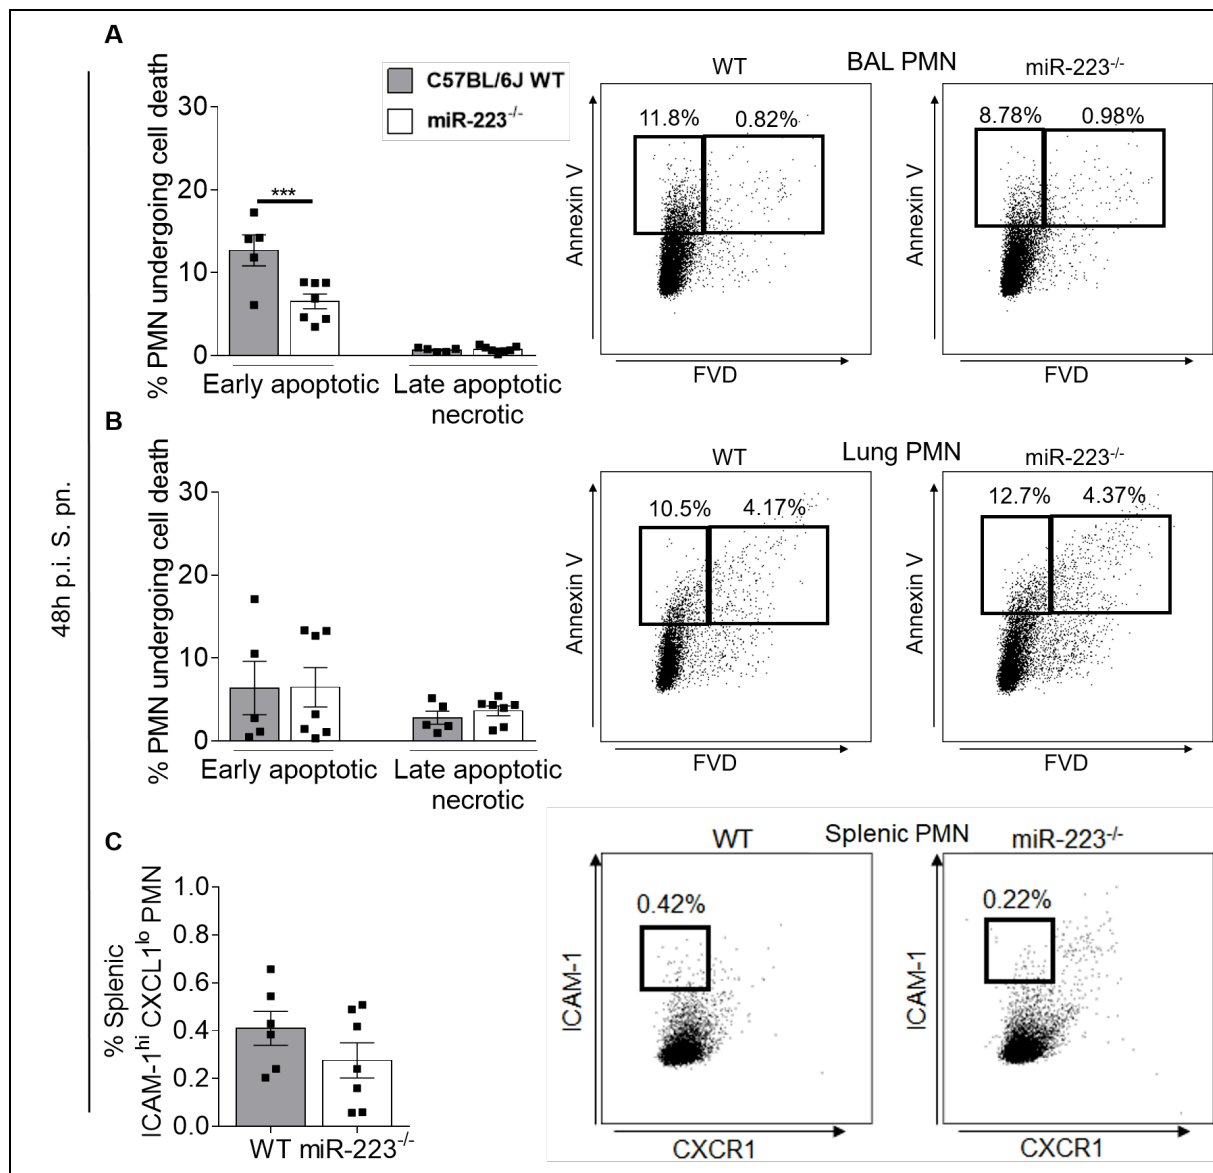 48h p.i. S. pn.
A
% PMN undergoing cell death
30
20
10
0
***
C57BL/6J WT
miR-223-/-
Early apoptotic
Late apoptotic
necrotic
BAL PMN
WT
miR-223-/-
11.8%
0.82%
8.78%
0.98%
Annexin V
Annexin V
FVD
FVD
B
% PMN undergoing cell death
30
20
10
0
Early apoptotic
Late apoptotic
necrotic
Lung PMN
WT
miR-223-/-
10.5%
4.17%
12.7%
4.37%
Annexin V
Annexin V
FVD
FVD
C
% Splenic
ICAM-1hi CXCL1lo PMN
1.0
0.8
0.6
0.4
0.2
0.0
WT miR-223-/-
Splenic PMN
WT
miR-223-/-
0.42%
0.22%
ICAM-1
ICAM-1
CXCR1
CXCR1